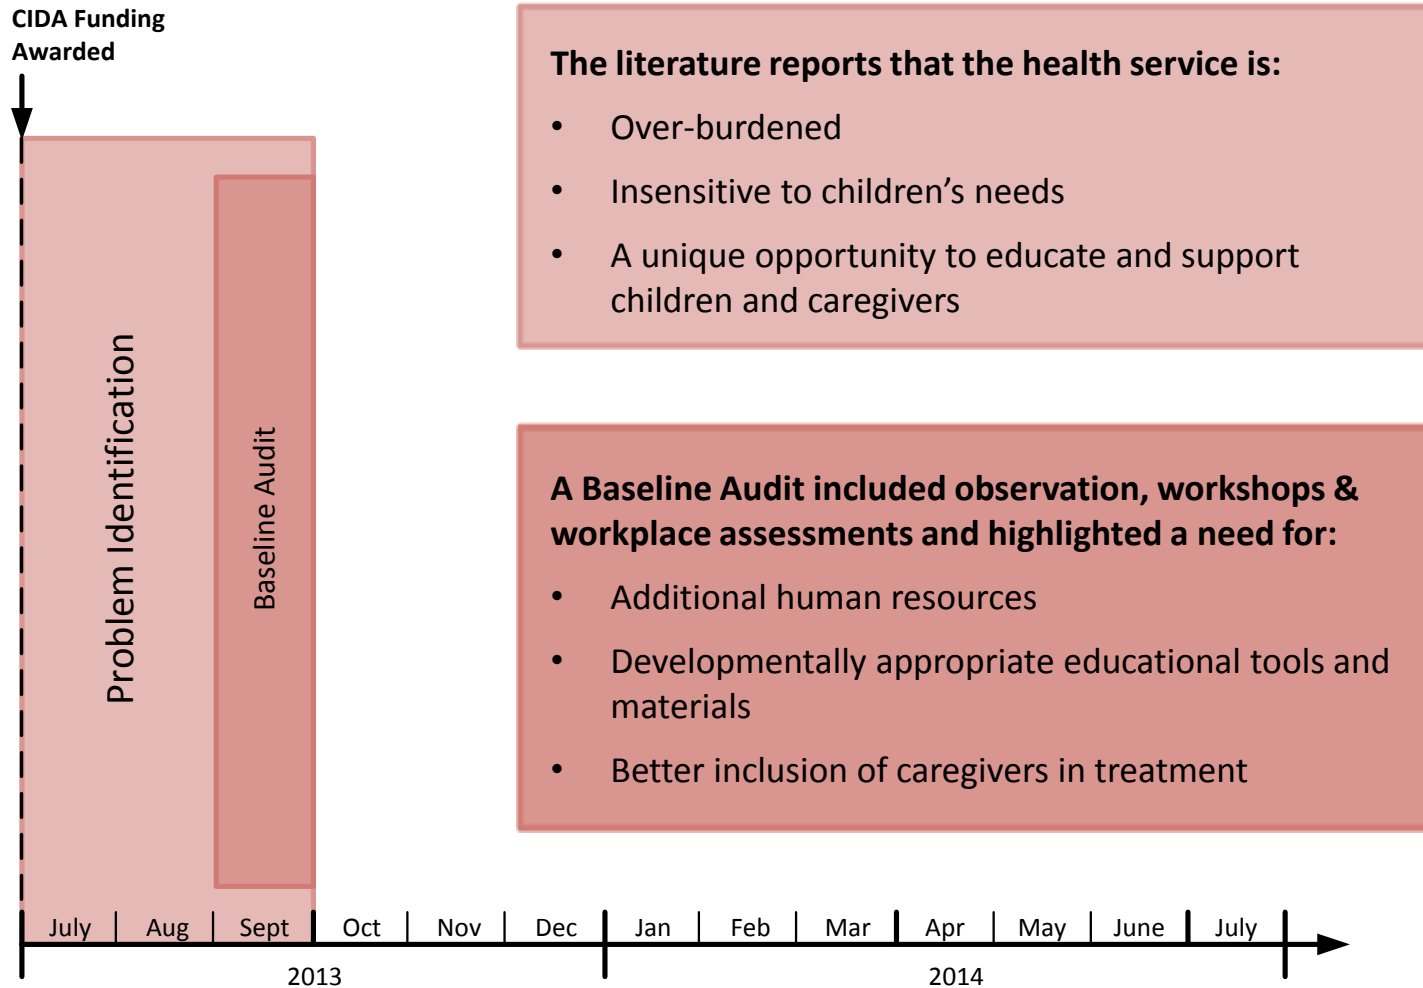 CIDA Funding
Awarded
The literature reports that the health service is:
• Over-burdened
• Insensitive to children’s needs
• A unique opportunity to educate and support
children and caregivers
Problem Identification
Baseline Audit
A Baseline Audit included observation, workshops &
workplace assessments and highlighted a need for:
• Additional human resources
• Developmentally appropriate educational tools and
materials
• Better inclusion of caregivers in treatment
July Aug Sept Oct Nov Dec Jan Feb Mar Apr May June July
2013 2014